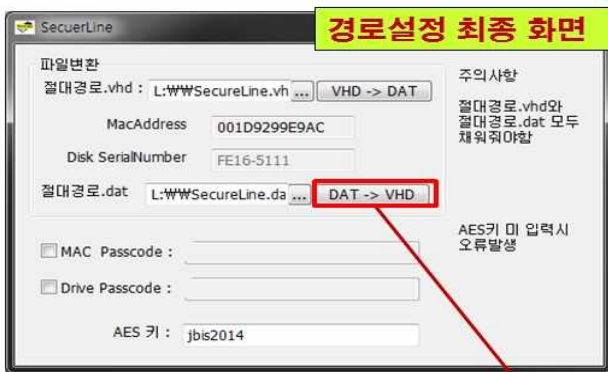 SecuerLine
경로설정 최종 화면
파일변환
절대경로.vhd : L:₩₩SecureLine.vh ... VHD -> DAT
MacAddress 001D9299E9AC
Disk SerialNumber FE16-5111
절대경로.dat L:₩₩SecureLine.da ... DAT -> VHD
MAC Passcode :
Drive Passcode :
AES 키 : jbis2014
주의사항
절대경로.vhd와
절대경로.dat 모두
채워줘야함
AES키 미 입력시
오류발생